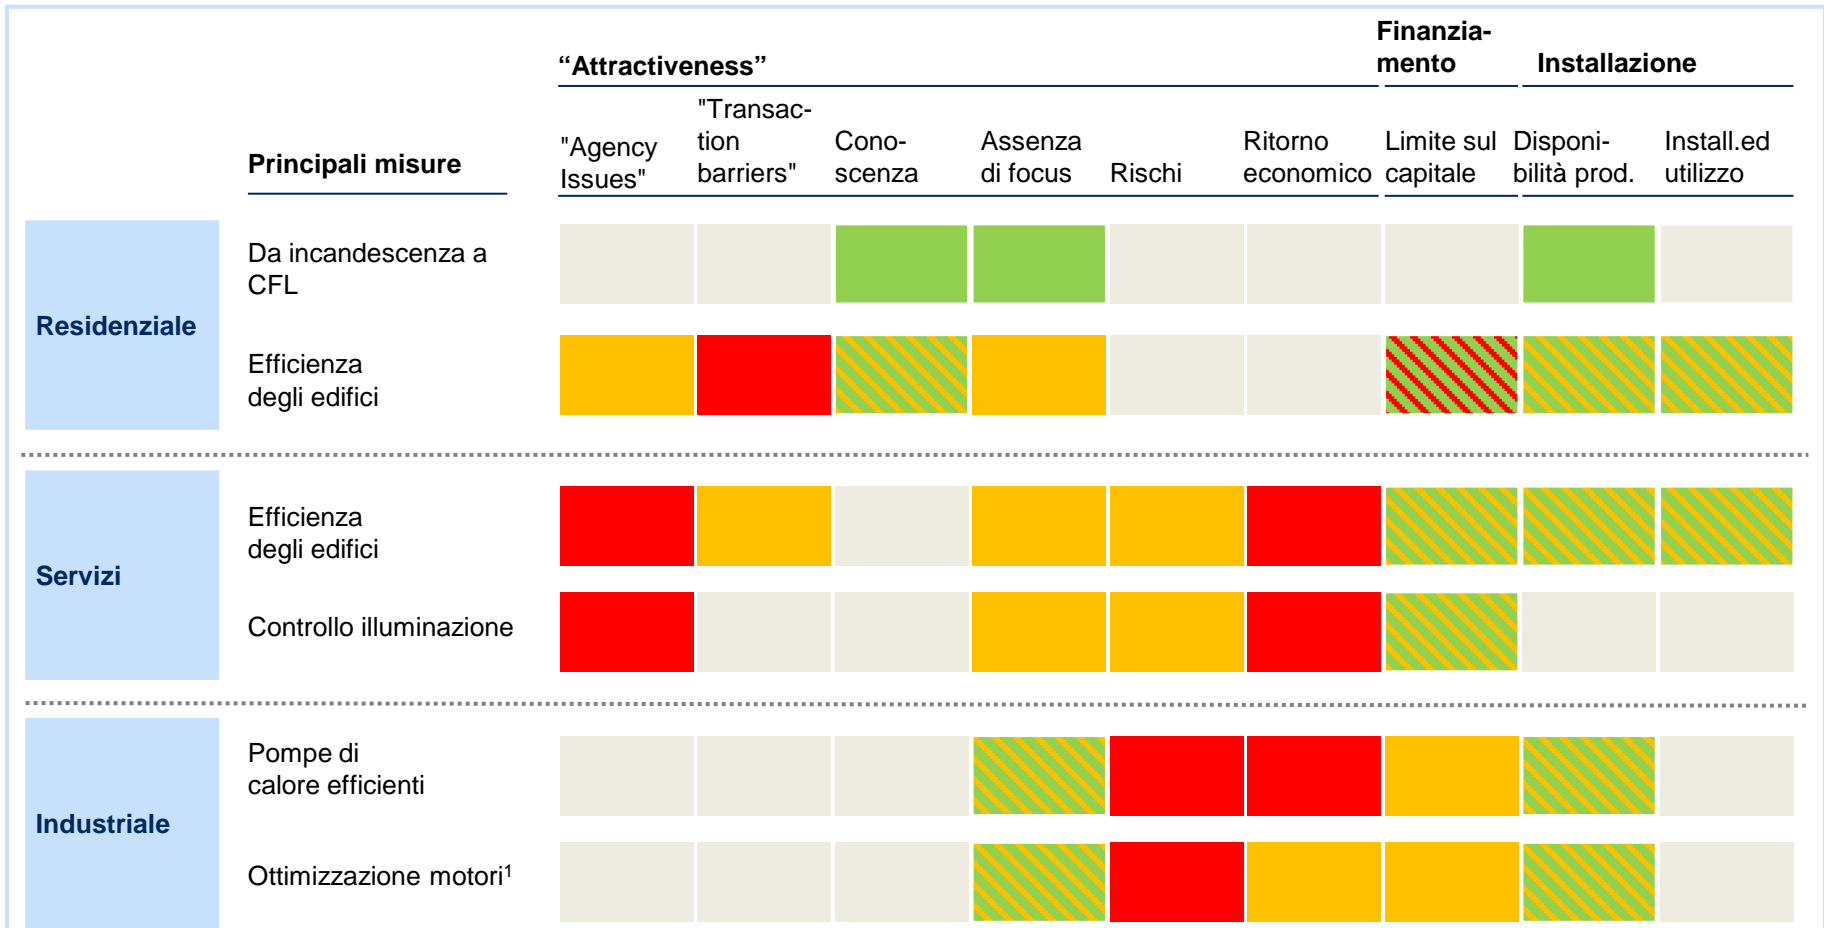 Finanzia-
mento
“Attractiveness”
Installazione
Principali misure
"Agency
Issues"
"Transac-
tion
barriers"
Cono-
scenza
Assenza
di focus
Rischi
Ritorno
economico
Limite sul
capitale
Disponi-
bilità prod.
Install.ed
utilizzo
Residenziale
Da incandescenza a
CFL
Efficienza
degli edifici
Servizi
Efficienza
degli edifici
Controllo illuminazione
Industriale
Pompe di
calore efficienti
Ottimizzazione motori¹